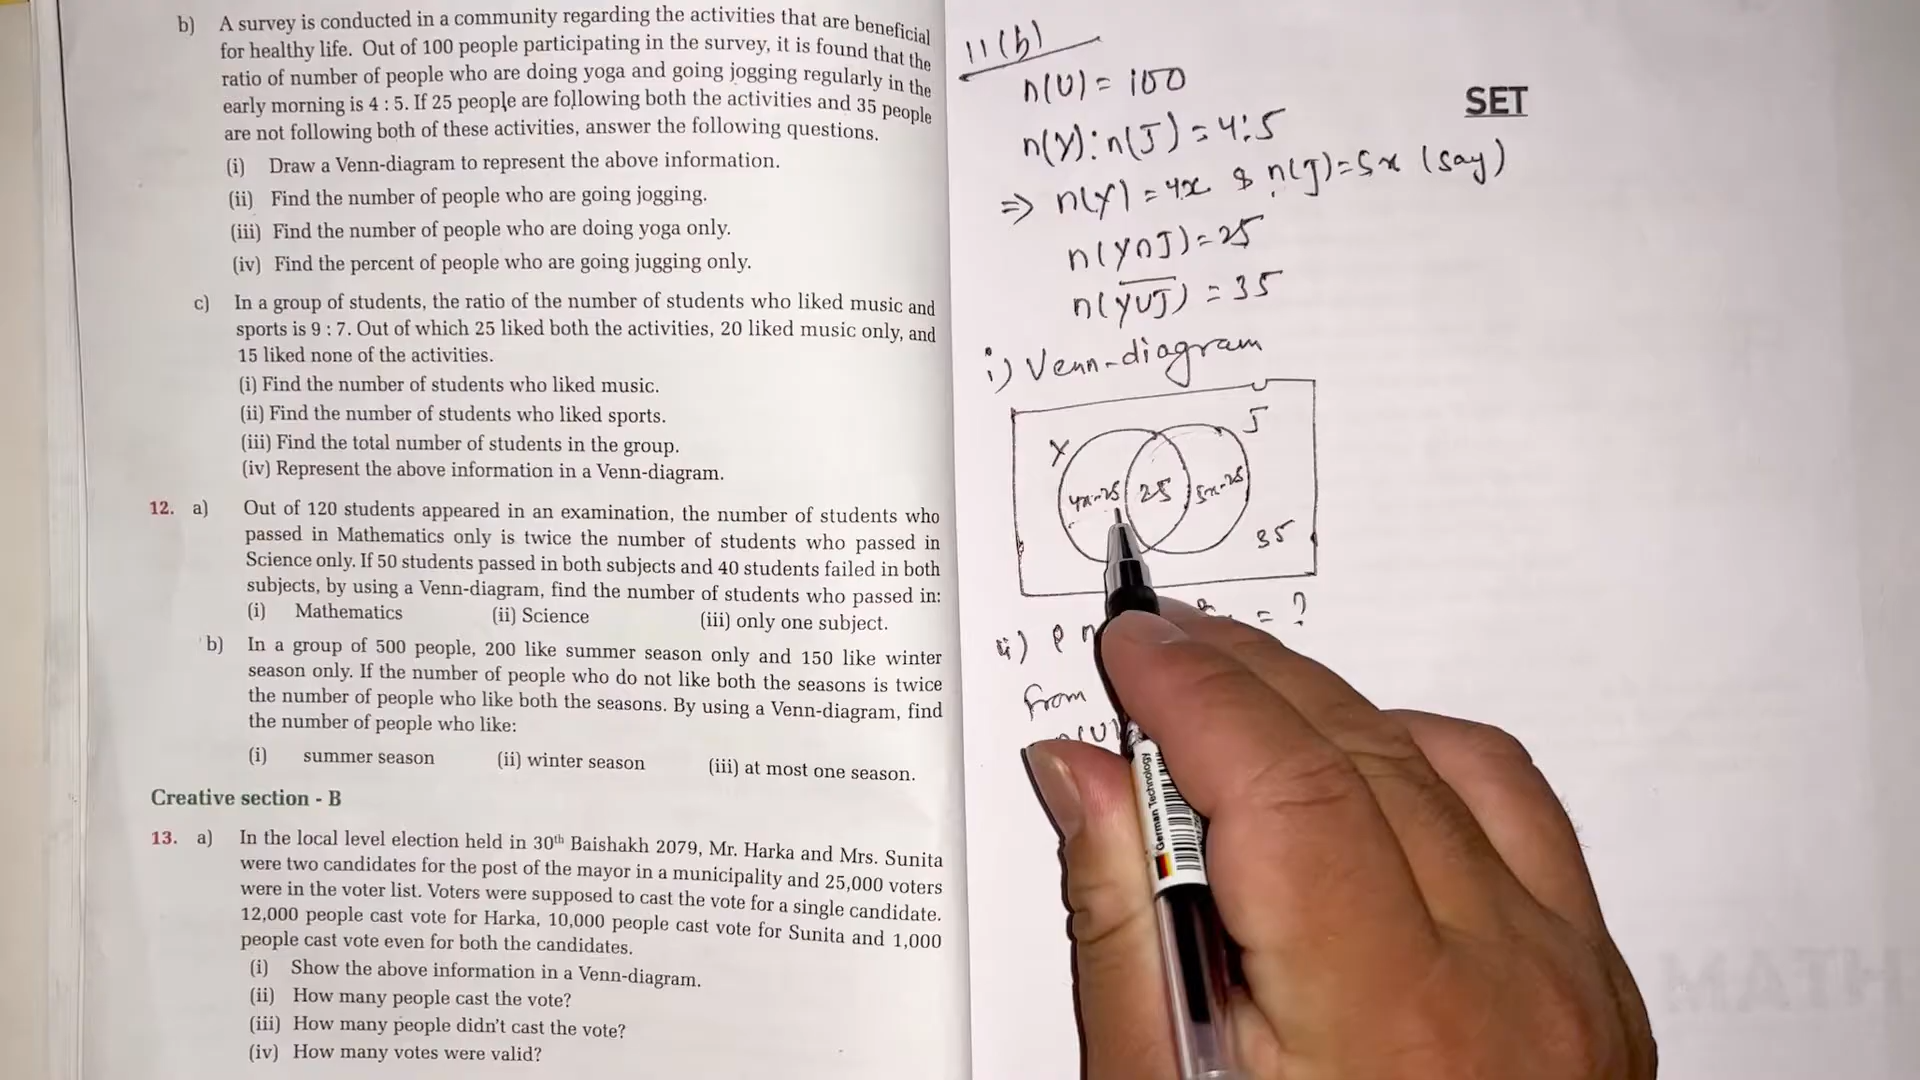 b) A survey is conducted in a community regarding the activities that are beneficial
for healthy life. Out of 100 people participating in the survey, it is found that the
ratio of number of people who are doing yoga and going jogging regularly in the
early morning is 4 : 5. If 25 people are following both the activities and 35 people
are not following both of these activities, answer the following questions.
(i) Draw a Venn-diagram to represent the above information.
(ii) Find the number of people who are going jogging.
(iii) Find the number of people who are doing yoga only.
(iv) Find the percent of people who are going jugging only.
c) In a group of students, the ratio of the number of students who liked music and
sports is 9 : 7. Out of which 25 liked both the activities, 20 liked music only, and
15 liked none of the activities.
(i) Find the number of students who liked music.
(ii) Find the number of students who liked sports.
(iii) Find the total number of students in the group.
(iv) Represent the above information in a Venn-diagram.
12. a) Out of 120 students appeared in an examination, the number of students who
passed in Mathematics only is twice the number of students who passed in
Science only. If 50 students passed in both subjects and 40 students failed in both
subjects, by using a Venn-diagram, find the number of students who passed in:
(i) Mathematics (ii) Science (iii) only one subject.
b) In a group of 500 people, 200 like summer season only and 150 like winter
season only. If the number of people who do not like both the seasons is twice
the number of people who like both the seasons. By using a Venn-diagram, find
the number of people who like:
(i) summer season (ii) winter season (iii) at most one season.
Creative section - B
13. a) In the local level election held in 30th Baishakh 2079, Mr. Harka and Mrs. Sunita
were two candidates for the post of the mayor in a municipality and 25,000 voters
were in the voter list. Voters were supposed to cast the vote for a single candidate.
12,000 people cast vote for Harka, 10,000 people cast vote for Sunita and 1,000
people cast vote even for both the candidates.
(i) Show the above information in a Venn-diagram.
(ii) How many people cast the vote?
(iii) How many people didn't cast the vote?
(iv) How many votes were valid?
11(b)
n(U) = 100
SET
n(Y) : n(J) = 4:5
⇒ n(Y) = 4x & n(J) = 5x (say)
n(Y∩J) = 25
n(Y̅U̅J̅) = 35
i) Venn-diagram
U
Y J
4x-25 25 5x-25
35
ii) = ?
from
n(U)
German Technology